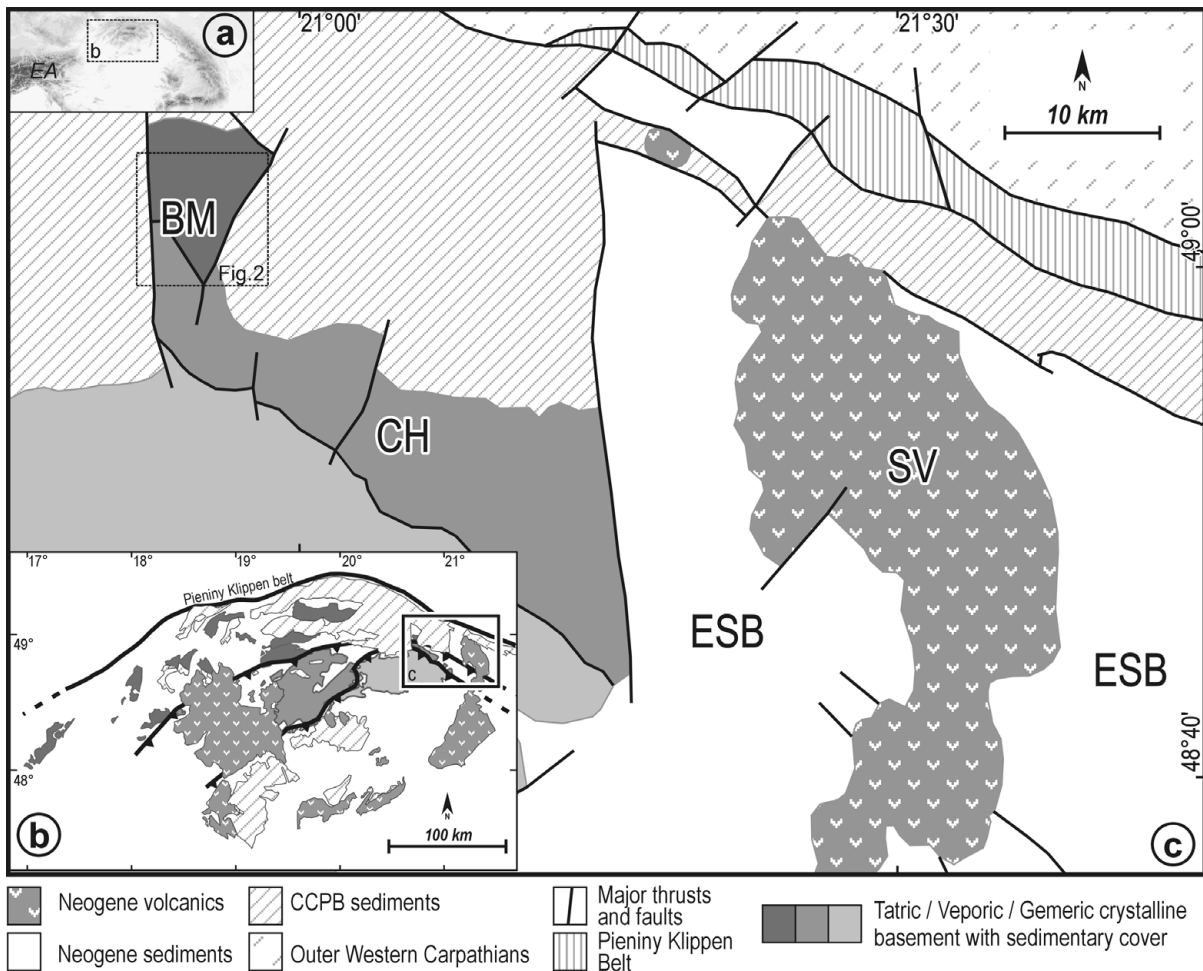 a
b
EA
21°00'
21°30'
N
10 km
BM
Fig.2
49°00'
CH
SV
ESB
ESB
48°40'
17°
18°
19°
20°
21°
Pieniny Klippen belt
49°
c
48°
N
100 km
b
c
Neogene volcanics
CCPB sediments
Major thrusts
and faults
Tatric / Veporic / Gemeric crystalline
basement with sedimentary cover
Neogene sediments
Outer Western Carpathians
Pieniny Klippen
Belt